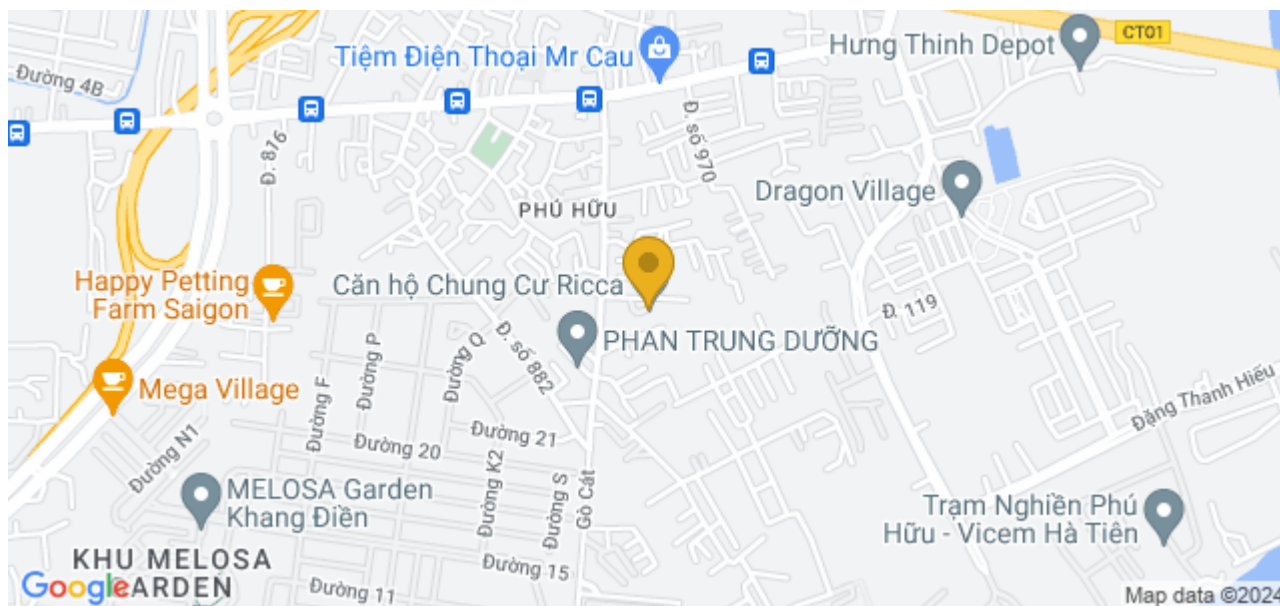 CT01
Hưng Thinh Depot
Tiệm Điện Thoại Mr Cau
Đường 4B
Đ. 816
Đ. số 970
Dragon Village
PHÚ HỮU
Happy Petting
Farm Saigon
Căn hộ Chung Cư Ricca
Đ. 119
PHAN TRUNG DƯỠNG
Đ. số 882
Đường P
Đường Q
Đường F
Mega Village
Đặng Thanh Hiếu
Đường 21
Đường 20
Đường N1
Đường K2
Đường S
Gò Cát
MELOSA Garden
Khang Điền
Trạm Nghiền Phú
Hữu - Vicem Hà Tiên
KHU MELOSA
Google
ARDEN
Đường 15
Đường 11
Map data ©2024